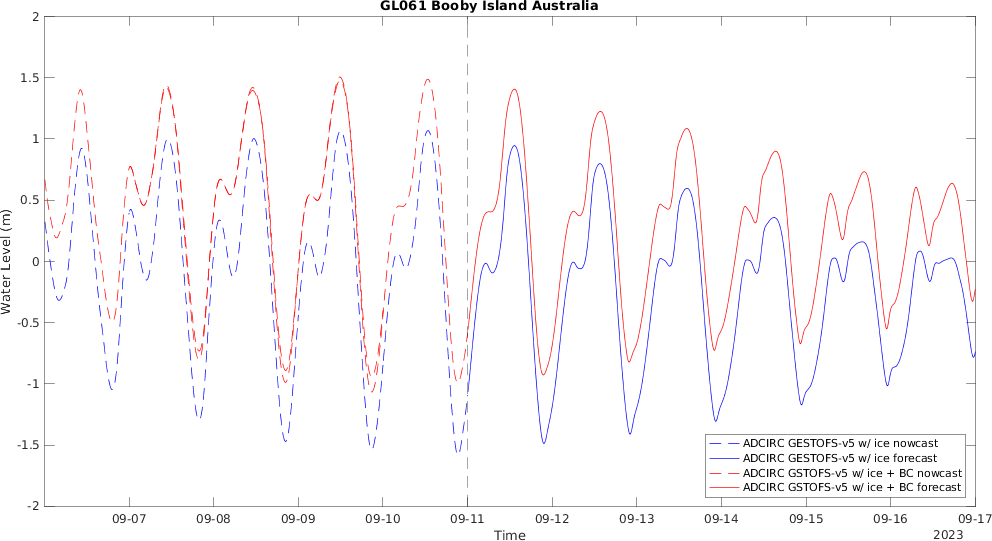 GL061 Booby Island Australia
Water Level (m)
2
1.5
1
0.5
0
-0.5
-1
-1.5
-2
09-07 09-08 09-09 09-10 09-11 09-12 09-13 09-14 09-15 09-16 09-17
Time
2023
ADCIRC GESTOFS-v5 w/ ice nowcast
ADCIRC GESTOFS-v5 w/ ice forecast
ADCIRC GSTOFS-v5 w/ ice + BC nowcast
ADCIRC GSTOFS-v5 w/ ice + BC forecast